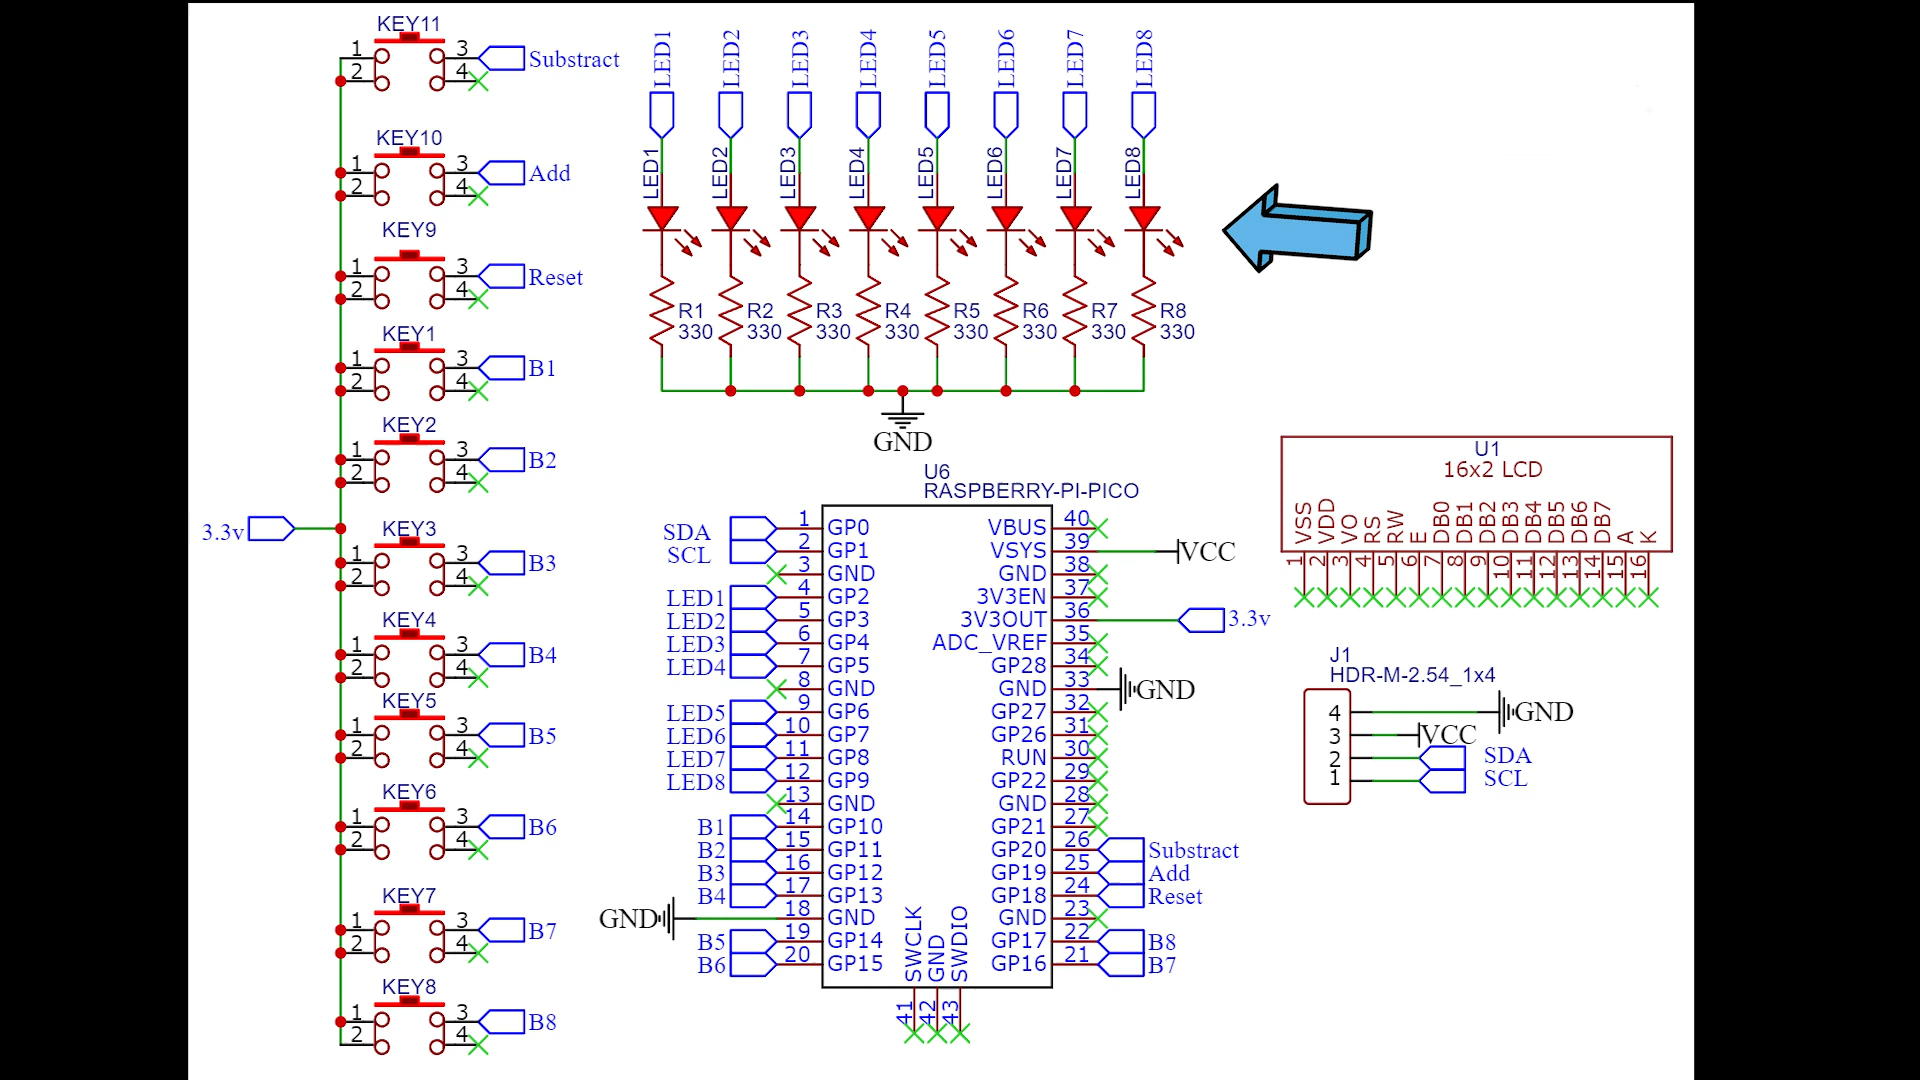 KEY11
1 3 Substract
2 4
KEY10
1 3 Add
2 4
KEY9
1 3 Reset
2 4
KEY1
1 3 B1
2 4
KEY2
1 3 B2
2 4
3.3v
KEY3
1 3 B3
2 4
KEY4
1 3 B4
2 4
KEY5
1 3 B5
2 4
KEY6
1 3 B6
2 4
KEY7
1 3 B7
2 4
KEY8
1 3 B8
2 4
LED1 LED2 LED3 LED4 LED5 LED6 LED7 LED8
LED1 LED2 LED3 LED4 LED5 LED6 LED7 LED8
R1 R2 R3 R4 R5 R6 R7 R8
330 330 330 330 330 330 330 330
GND
U6
RASPBERRY-PI-PICO
SDA 1 GP0 VBUS 40
SCL 2 GP1 VSYS 39 VCC
3 GND GND 38
LED1 4 GP2 3V3EN 37
LED2 5 GP3 3V3OUT 36 3.3v
LED3 6 GP4 ADC_VREF 35
LED4 7 GP5 GP28 34
8 GND GND 33 GND
LED5 9 GP6 GP27 32
LED6 10 GP7 GP26 31
LED7 11 GP8 RUN 30
LED8 12 GP9 GP22 29
13 GND GND 28
B1 14 GP10 GP21 27
B2 15 GP11 GP20 26 Substract
B3 16 GP12 GP19 25 Add
B4 17 GP13 GP18 24 Reset
GND 18 GND GND 23
B5 19 GP14 GP17 22 B8
B6 20 GP15 GP16 21 B7
SWCLK GND SWDIO
41 42 43
U1
16x2 LCD
VSS VDD VO RS RW E DB0 DB1 DB2 DB3 DB4 DB5 DB6 DB7 A K
1 2 3 4 5 6 7 8 9 10 11 12 13 14 15 16
J1
HDR-M-2.54_1x4
4 GND
3 VCC
2 SDA
1 SCL